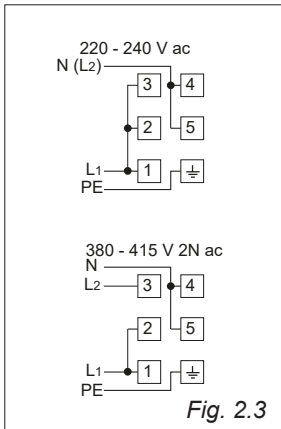 220 - 240 V ac
N (L2)
3 4
2 5
L1 1
PE
380 - 415 V 2N ac
N
L2 3 4
2 5
L1 1
PE
Fig. 2.3